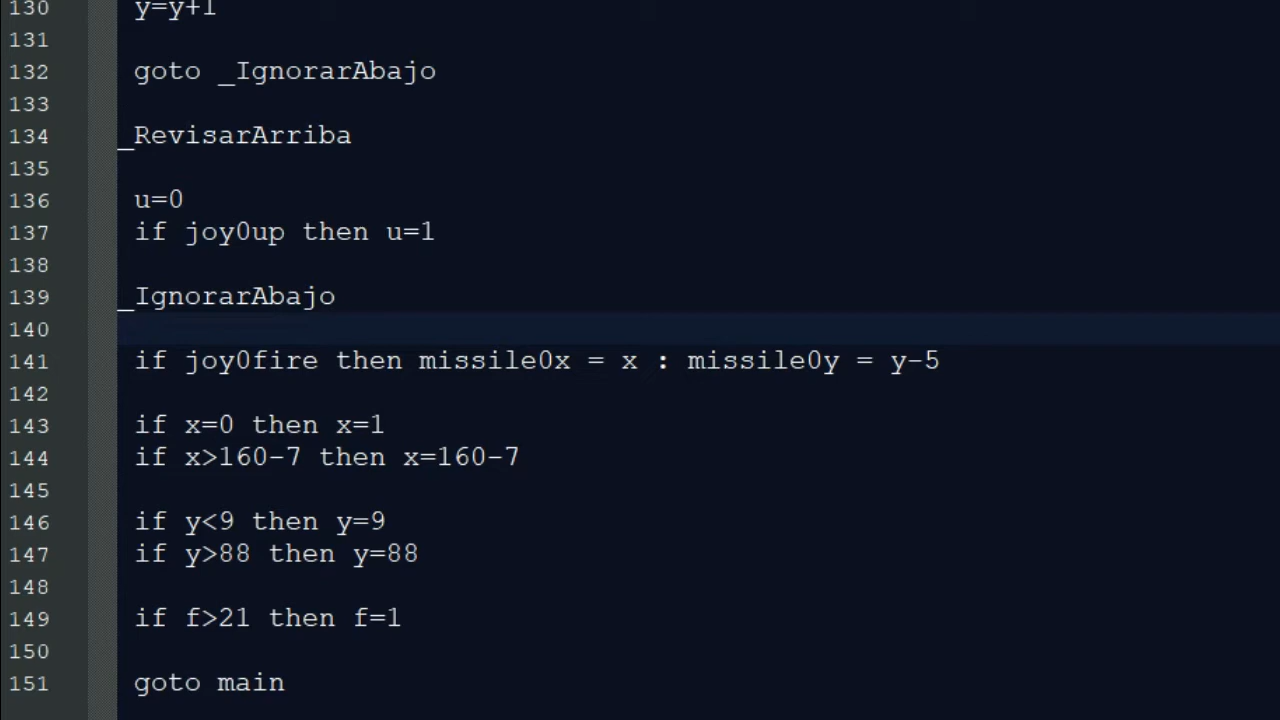 130 y=y+1
131
132 goto _IgnorarAbajo
133
134 _RevisarArriba
135
136 u=0
137 if joy0up then u=1
138
139 _IgnorarAbajo
140
141 if joy0fire then missile0x = x : missile0y = y-5
142
143 if x=0 then x=1
144 if x>160-7 then x=160-7
145
146 if y<9 then y=9
147 if y>88 then y=88
148
149 if f>21 then f=1
150
151 goto main